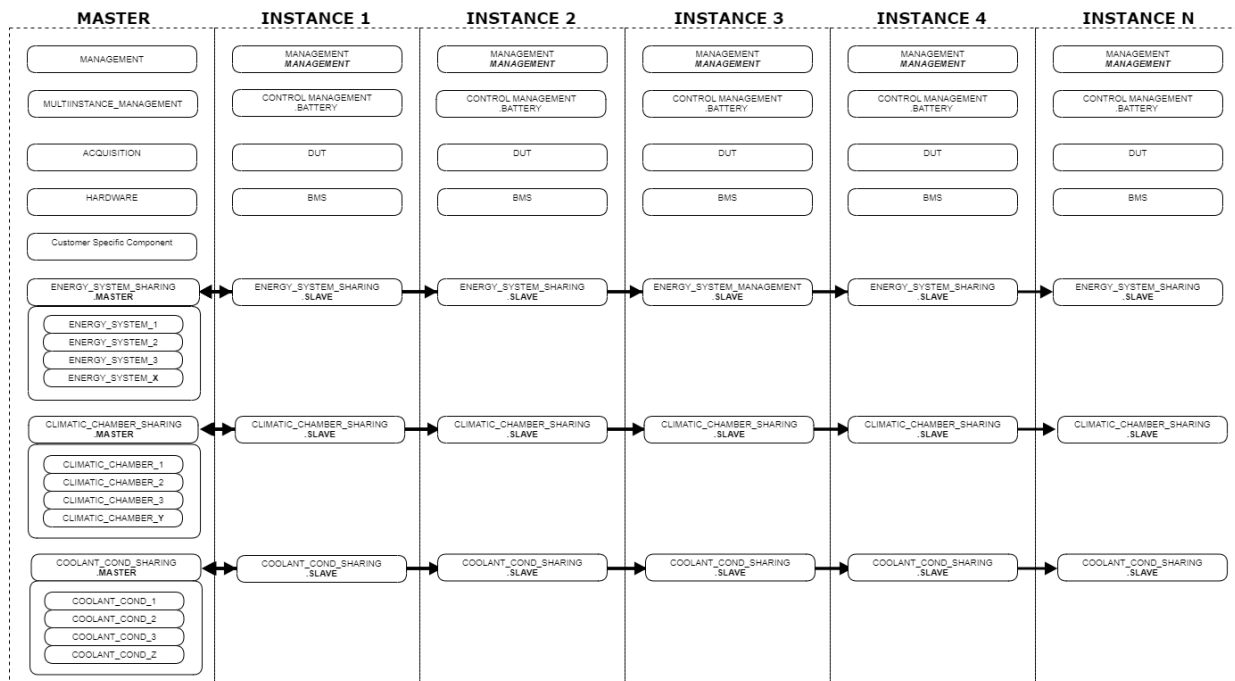 MASTER
INSTANCE 1
INSTANCE 2
INSTANCE 3
INSTANCE 4
INSTANCE N
MANAGEMENT
MANAGEMENT
MANAGEMENT
MANAGEMENT
MANAGEMENT
MANAGEMENT
MANAGEMENT
MANAGEMENT
MANAGEMENT
MANAGEMENT
MANAGEMENT
MULTIINSTANCE_MANAGEMENT
CONTROL MANAGEMENT
.BATTERY
CONTROL MANAGEMENT
.BATTERY
CONTROL MANAGEMENT
.BATTERY
CONTROL MANAGEMENT
.BATTERY
CONTROL MANAGEMENT
.BATTERY
ACQUISITION
DUT
DUT
DUT
DUT
DUT
HARDWARE
BMS
BMS
BMS
BMS
BMS
Customer Specific Component
ENERGY_SYSTEM_SHARING
.MASTER
ENERGY_SYSTEM_SHARING
.SLAVE
ENERGY_SYSTEM_SHARING
.SLAVE
ENERGY_SYSTEM_MANAGEMENT
.SLAVE
ENERGY_SYSTEM_SHARING
.SLAVE
ENERGY_SYSTEM_SHARING
.SLAVE
ENERGY_SYSTEM_1
ENERGY_SYSTEM_2
ENERGY_SYSTEM_3
ENERGY_SYSTEM_X
CLIMATIC_CHAMBER_SHARING
.MASTER
CLIMATIC_CHAMBER_SHARING
.SLAVE
CLIMATIC_CHAMBER_SHARING
.SLAVE
CLIMATIC_CHAMBER_SHARING
.SLAVE
CLIMATIC_CHAMBER_SHARING
.SLAVE
CLIMATIC_CHAMBER_SHARING
.SLAVE
CLIMATIC_CHAMBER_1
CLIMATIC_CHAMBER_2
CLIMATIC_CHAMBER_3
CLIMATIC_CHAMBER_Y
COOLANT_COND_SHARING
.MASTER
COOLANT_COND_SHARING
.SLAVE
COOLANT_COND_SHARING
.SLAVE
COOLANT_COND_SHARING
.SLAVE
COOLANT_COND_SHARING
.SLAVE
COOLANT_COND_SHARING
.SLAVE
COOLANT_COND_1
COOLANT_COND_2
COOLANT_COND_3
COOLANT_COND_Z